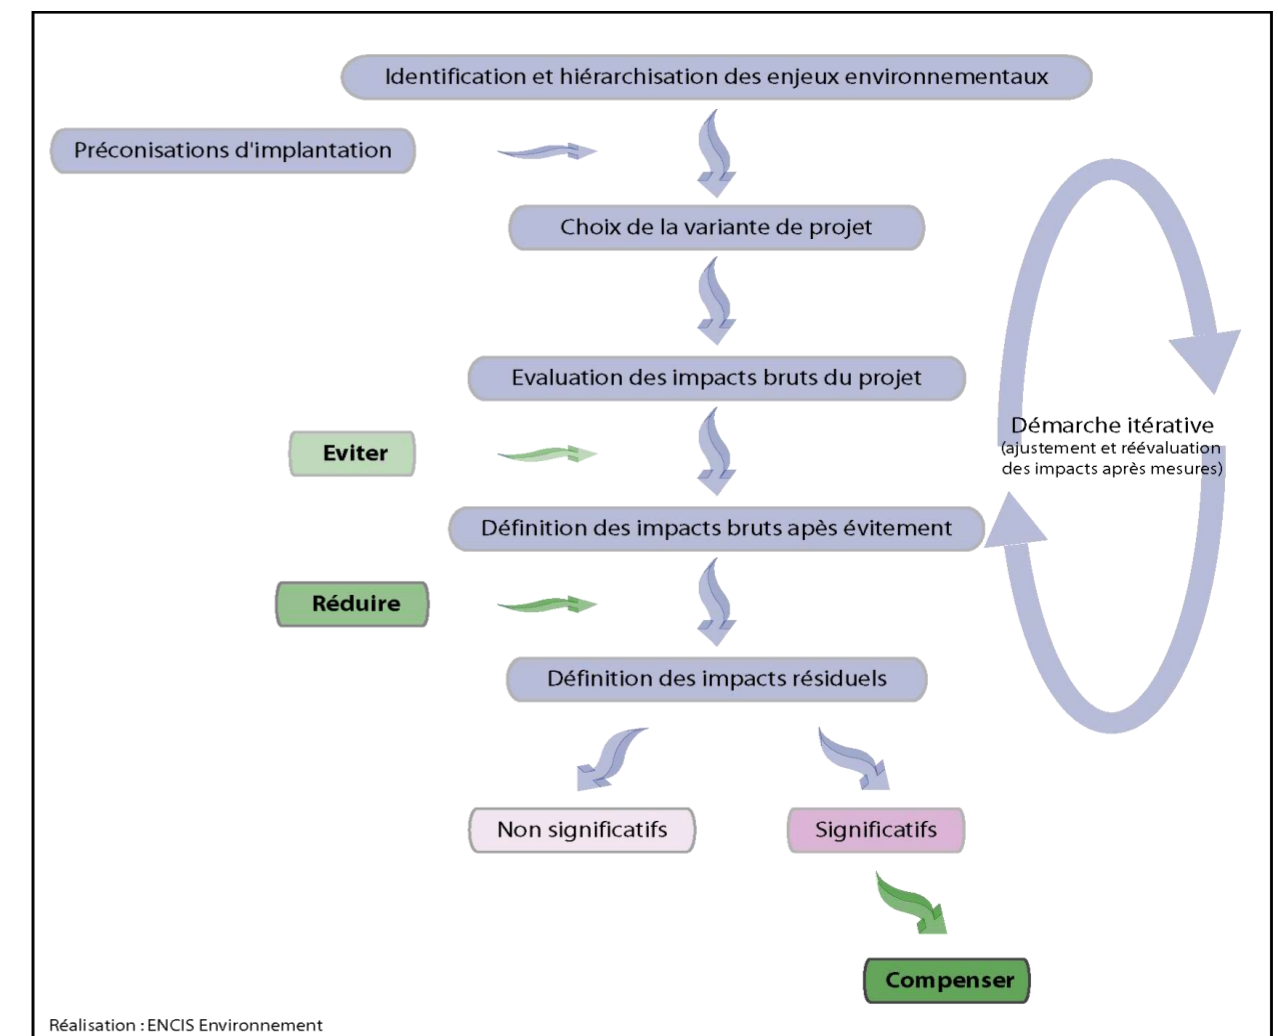 Identification et hiérarchisation des enjeux environnementaux
Préconisations d'implantation
Choix de la variante de projet
Evaluation des impacts bruts du projet
Démarche itérative
(ajustement et réévaluation
des impacts après mesures)
Eviter
Définition des impacts bruts apès évitement
Réduire
Définition des impacts résiduels
Non significatifs
Significatifs
Compenser
Réalisation : ENCIS Environnement